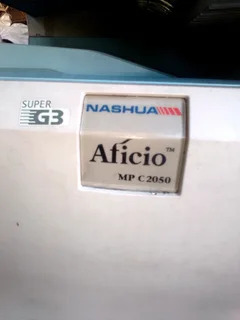 SUPER
G3
NASHUA
Aficio™
MP C2050